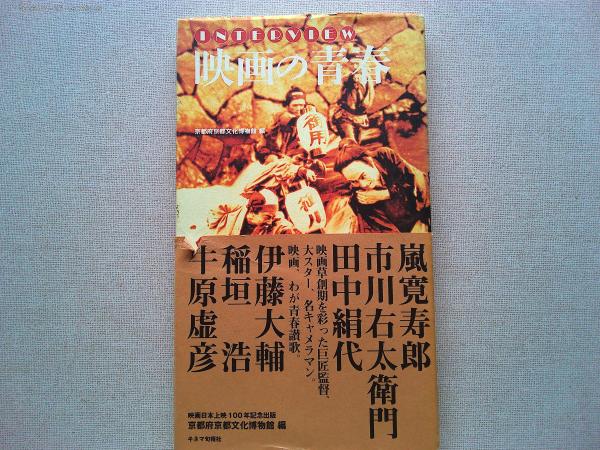 INTERVIEW
映画の青春
京都府京都文化博物館 編
御用
嵐寛寿郎
市川右太衛門
田中絹代
映画草創期を彩った巨匠監督、
大スター、名キャメラマン。
映画、わが青春讃歌。
伊藤大輔
稲垣 浩
牛原虚彦
映画日本上映100年記念出版
京都府京都文化博物館 編
キネマ旬報社